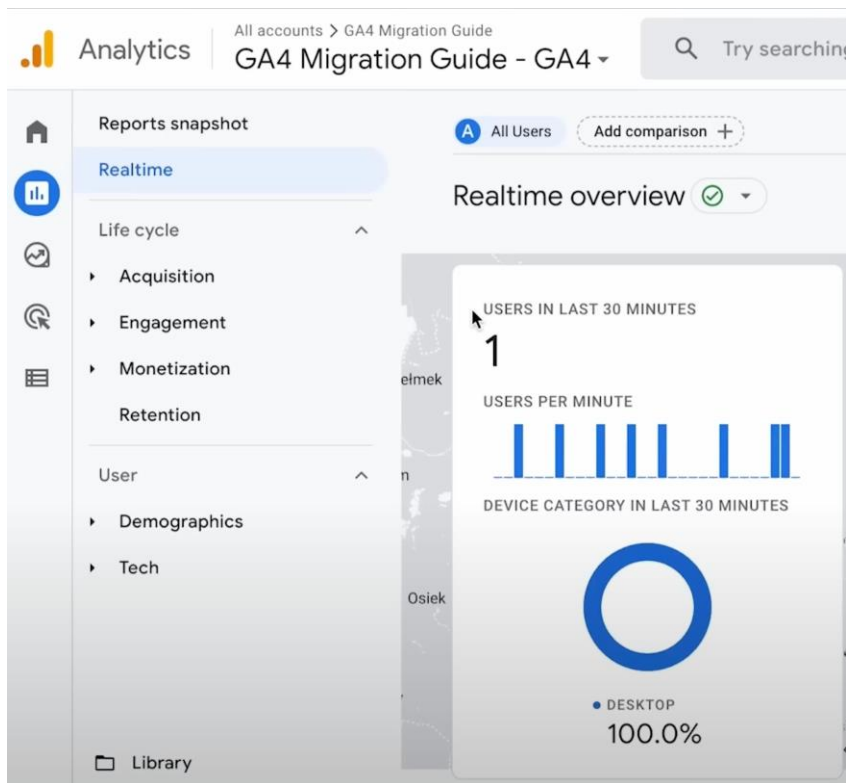 All accounts > GA4 Migration Guide
Analytics
GA4 Migration Guide - GA4
Try searching
Reports snapshot
Realtime
Life cycle
Acquisition
Engagement
Monetization
Retention
User
Demographics
Tech
Library
A All Users
Add comparison +
Realtime overview
USERS IN LAST 30 MINUTES
1
USERS PER MINUTE
DEVICE CATEGORY IN LAST 30 MINUTES
DESKTOP
100.0%
ełmek
m
Osiek